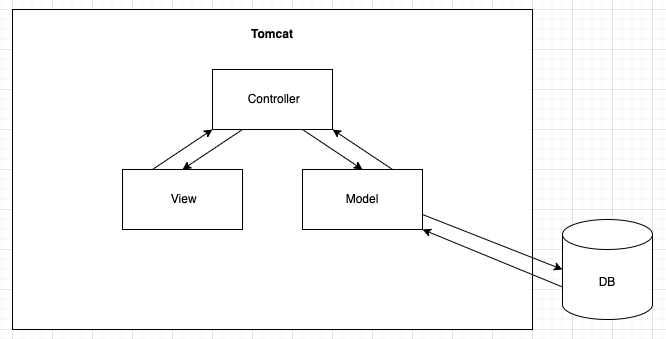 Tomcat
Controller
View
Model
DB